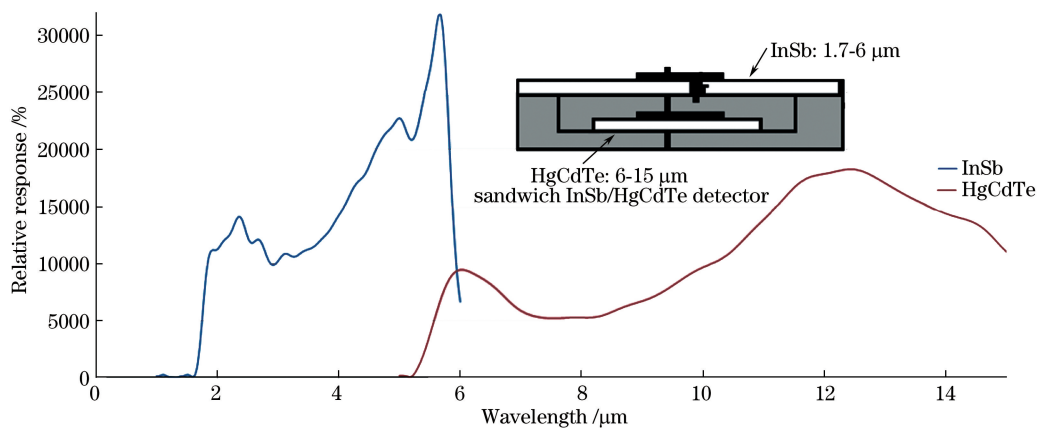 Relative response /%
30000
25000
20000
15000
10000
5000
0
0 2 4 6 8 10 12 14
Wavelength /μm
InSb: 1.7-6 μm
HgCdTe: 6-15 μm
sandwich InSb/HgCdTe detector
InSb
HgCdTe